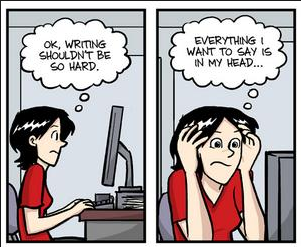 OK, WRITING
SHOULDN'T BE
SO HARD.
EVERYTHING I
WANT TO SAY IS
IN MY HEAD...